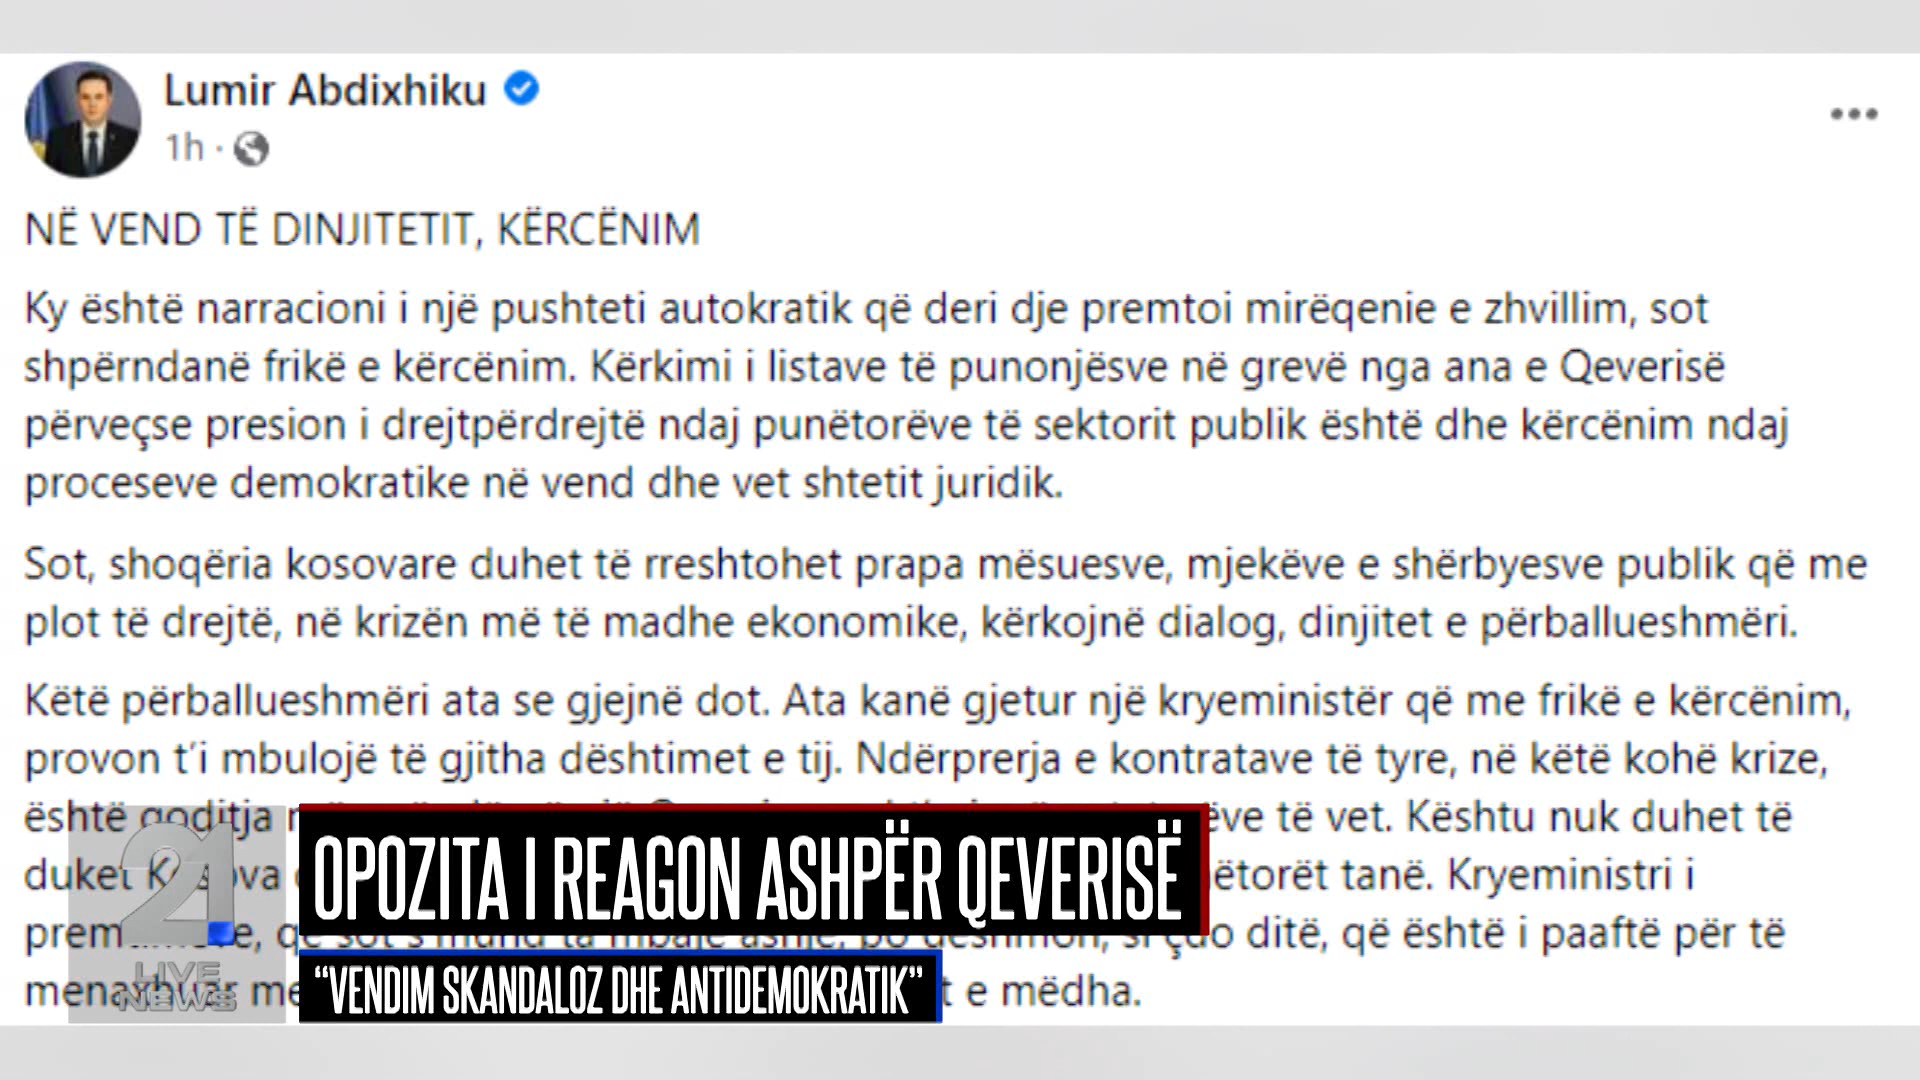 Lumir Abdixhiku
1h ·
NË VEND TË DINJITETIT, KËRCËNIM
Ky është narracioni i një pushteti autokratik që deri dje premtoi mirëqenie e zhvillim, sot
shpërndanë frikë e kërcënim. Kërkimi i listave të punonjësve në grevë nga ana e Qeverisë
përveçse presion i drejtpërdrejtë ndaj punëtorëve të sektorit publik është dhe kërcënim ndaj
proceseve demokratike në vend dhe vet shtetit juridik.
Sot, shoqëria kosovare duhet të rreshtohet prapa mësuesve, mjekëve e shërbyesve publik që me
plot të drejtë, në krizën më të madhe ekonomike, kërkojnë dialog, dinjitet e përballueshmëri.
Këtë përballueshmëri ata se gjejnë dot. Ata kanë gjetur një kryeministër që me frikë e kërcënim,
provon t'i mbulojë të gjitha dështimet e tij. Ndërprerja e kontratave të tyre, në këtë kohë krize,
është goditja të vet. Kështu nuk duhet të
duket Kosova tanë. Kryeministri i
ditë, që është i paaftë për të
menaxhuar e mëdha.
21
LIVE
NEWS
OPOZITA I REAGON ASHPËR QEVERISË
“VENDIM SKANDALOZ DHE ANTIDEMOKRATIK”